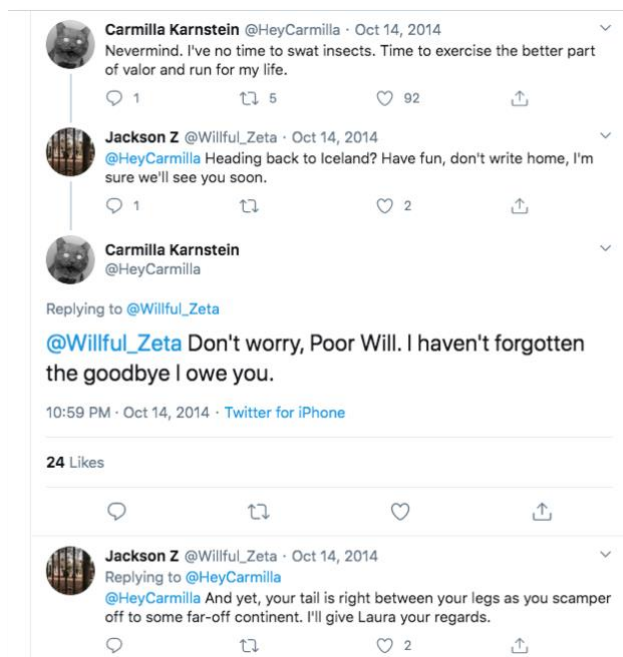 Carmilla Karnstein @HeyCarmilla · Oct 14, 2014
Nevermind. I've no time to swat insects. Time to exercise the better part
of valor and run for my life.
1 5 92
Jackson Z @Willful_Zeta · Oct 14, 2014
@HeyCarmilla Heading back to Iceland? Have fun, don't write home, I'm
sure we'll see you soon.
1 2
Carmilla Karnstein
@HeyCarmilla
Replying to @Willful_Zeta
@Willful_Zeta Don't worry, Poor Will. I haven't forgotten
the goodbye I owe you.
10:59 PM · Oct 14, 2014 · Twitter for iPhone
24 Likes
Jackson Z @Willful_Zeta · Oct 14, 2014
Replying to @HeyCarmilla
@HeyCarmilla And yet, your tail is right between your legs as you scamper
off to some far-off continent. I'll give Laura your regards.
2